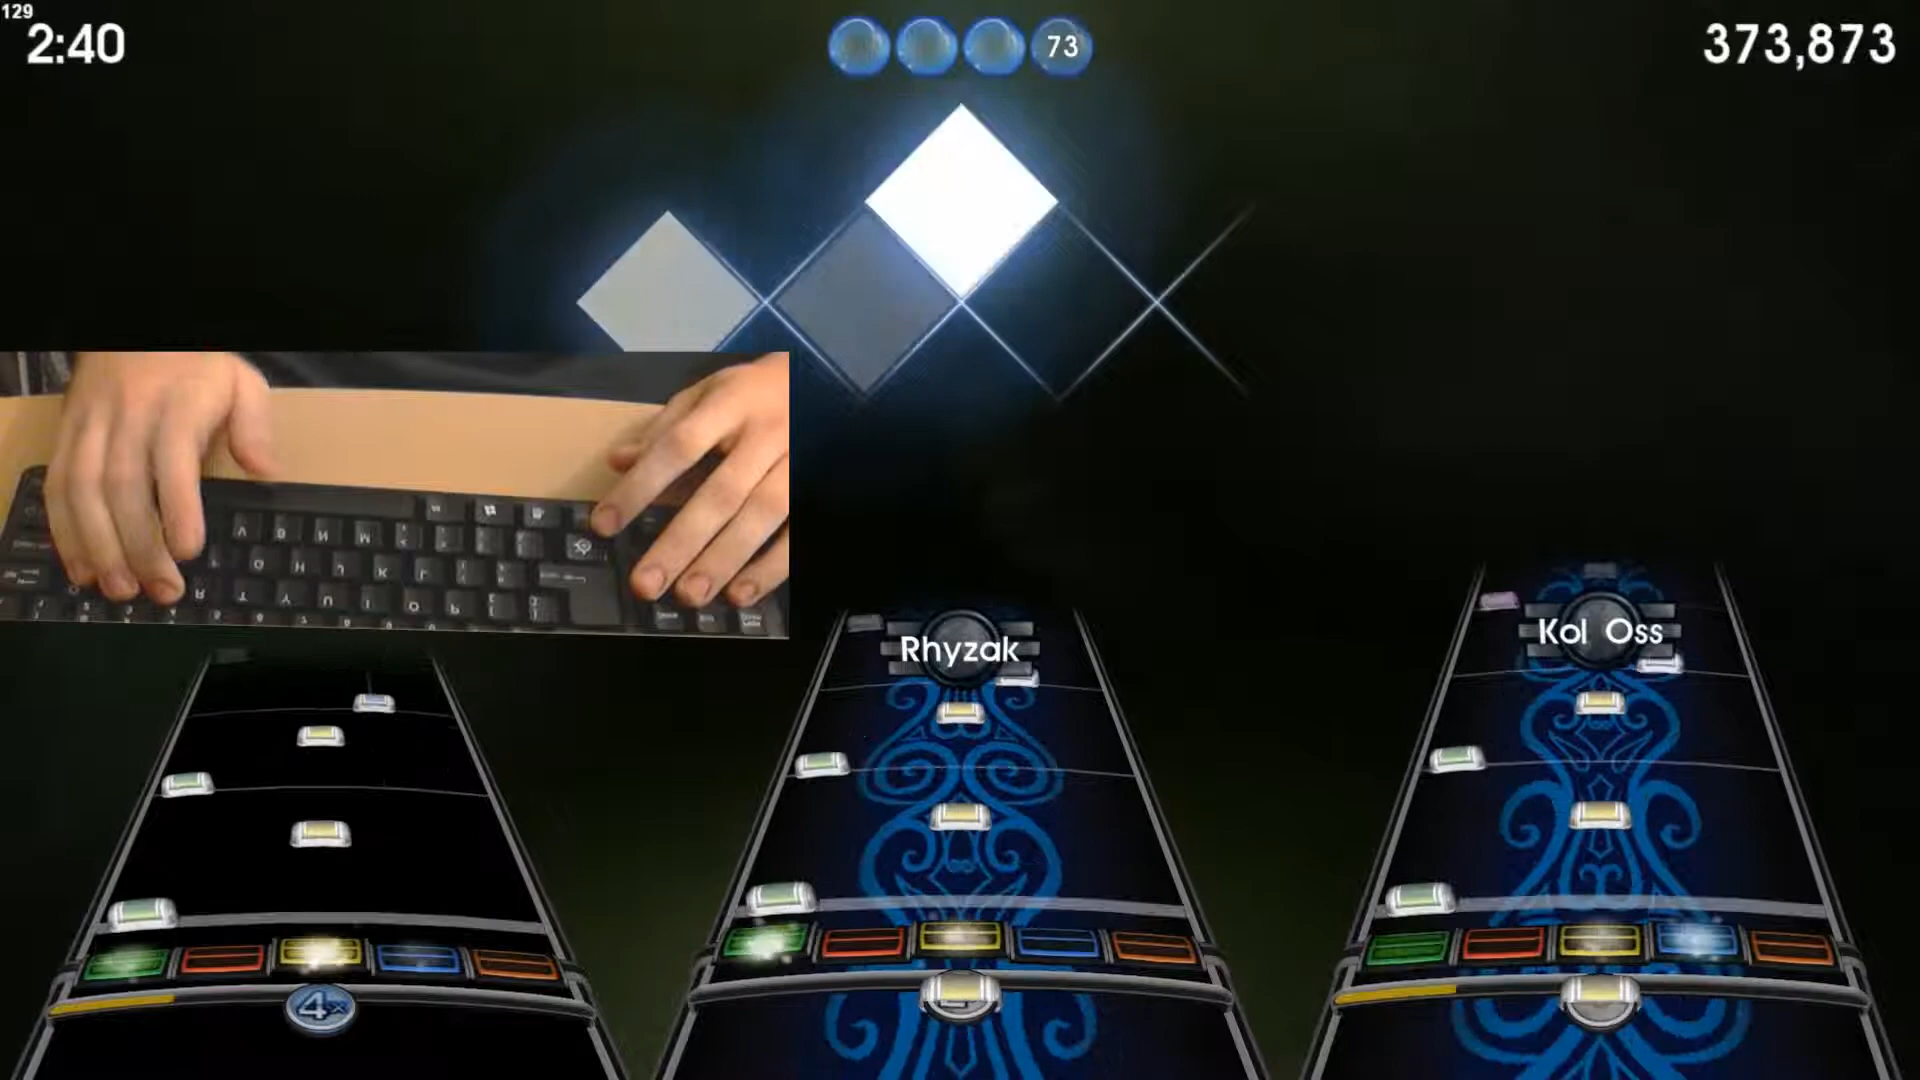 129
2:40
73
373,873
V B N M
G H J K L
R T Y U I O P
Rhyzak
Kol Oss
4x